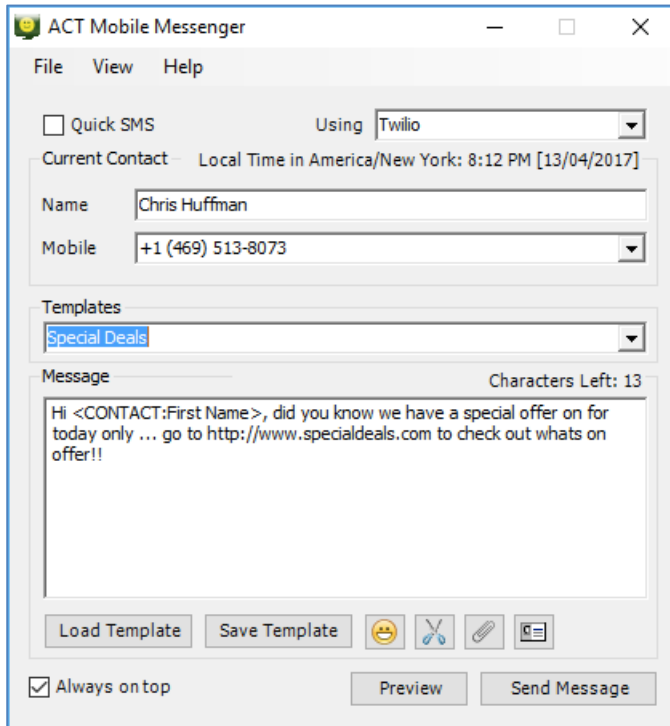 ACT Mobile Messenger
File View Help
Quick SMS Using Twilio
Current Contact Local Time in America/New York: 8:12 PM [13/04/2017]
Name Chris Huffman
Mobile +1 (469) 513-8073
Templates
Special Deals
Message Characters Left: 13
Hi <CONTACT:First Name>, did you know we have a special offer on for
today only ... go to http://www.specialdeals.com to check out whats on
offer!!
Load Template Save Template
Always on top Preview Send Message